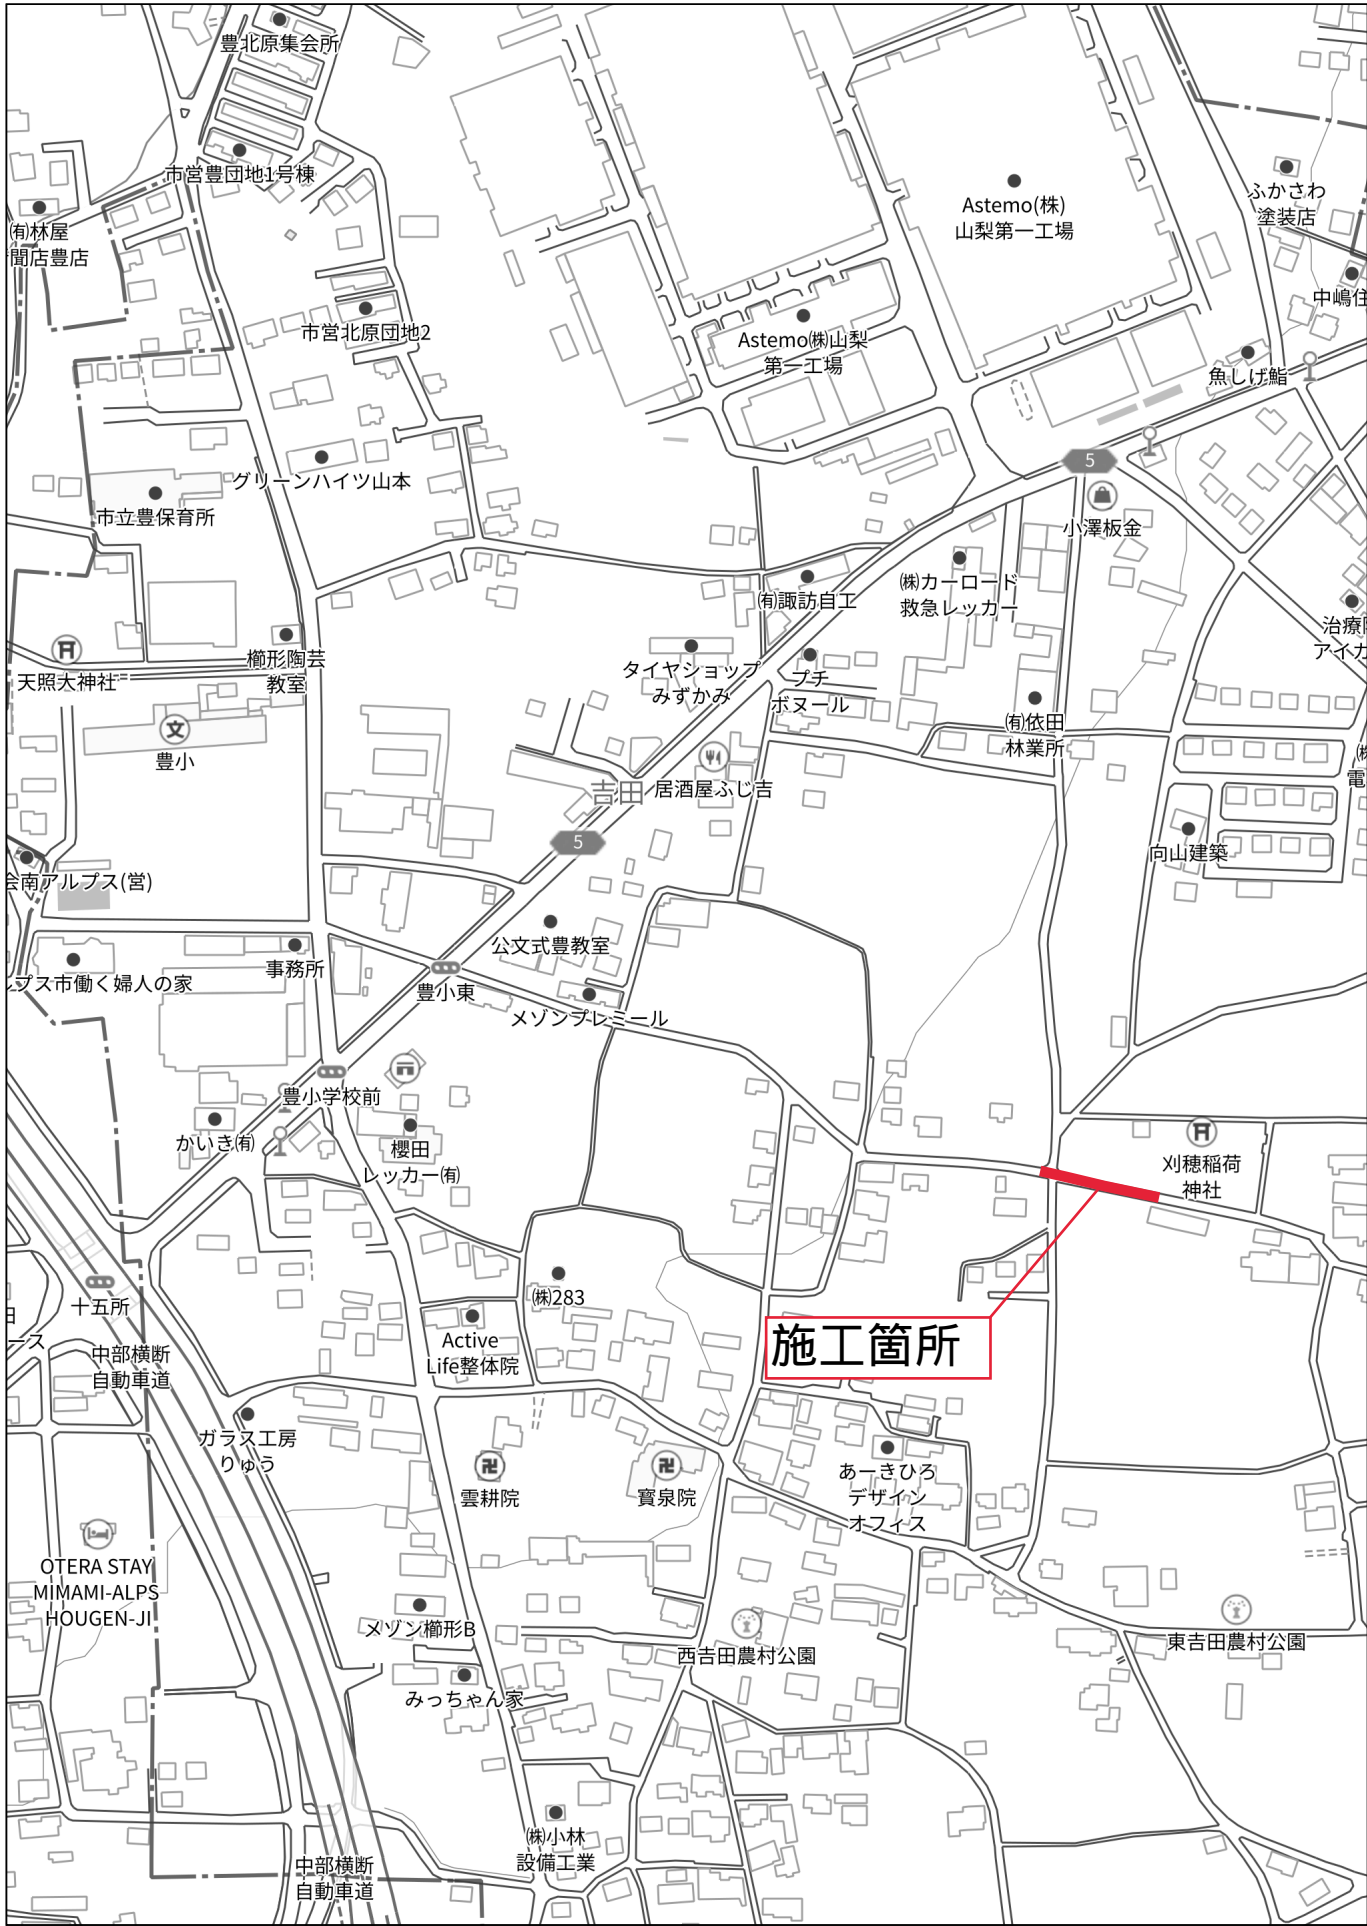 豊北原集会所
市営豊団地1号棟
㈲林屋
聞店豊店
Astemo(株)
山梨第一工場
ふかさわ
塗装店
中嶋住
市営北原団地2
Astemo㈱山梨
第一工場
魚しげ鮨
5
グリーンハイツ山本
市立豊保育所
小澤板金
㈱カーロード
救急レッカー
㈲諏訪自工
治療院
アイカ
櫛形陶芸
教室
天照大神社
タイヤショップ
みずかみ
プチ
ボヌール
文
豊小
㈲依田
林業所
㈱
電
吉田
居酒屋ふじ吉
5
向山建築
会南アルプス(営)
公文式豊教室
事務所
豊小東
ルプス市働く婦人の家
メゾンプレミール
豊小学校前
かいき㈲
櫻田
レッカー㈲
刈穂稲荷
神社
㈱283
十五所
田
ース
中部横断
自動車道
Active
Life整体院
施工箇所
ガラス工房
りゅう
雲耕院
寳泉院
あーきひろ
デザイン
オフィス
OTERA STAY
MIMAMI-ALPS
HOUGEN-JI
メゾン櫛形B
西吉田農村公園
東吉田農村公園
みっちゃん家
㈱小林
設備工業
中部横断
自動車道